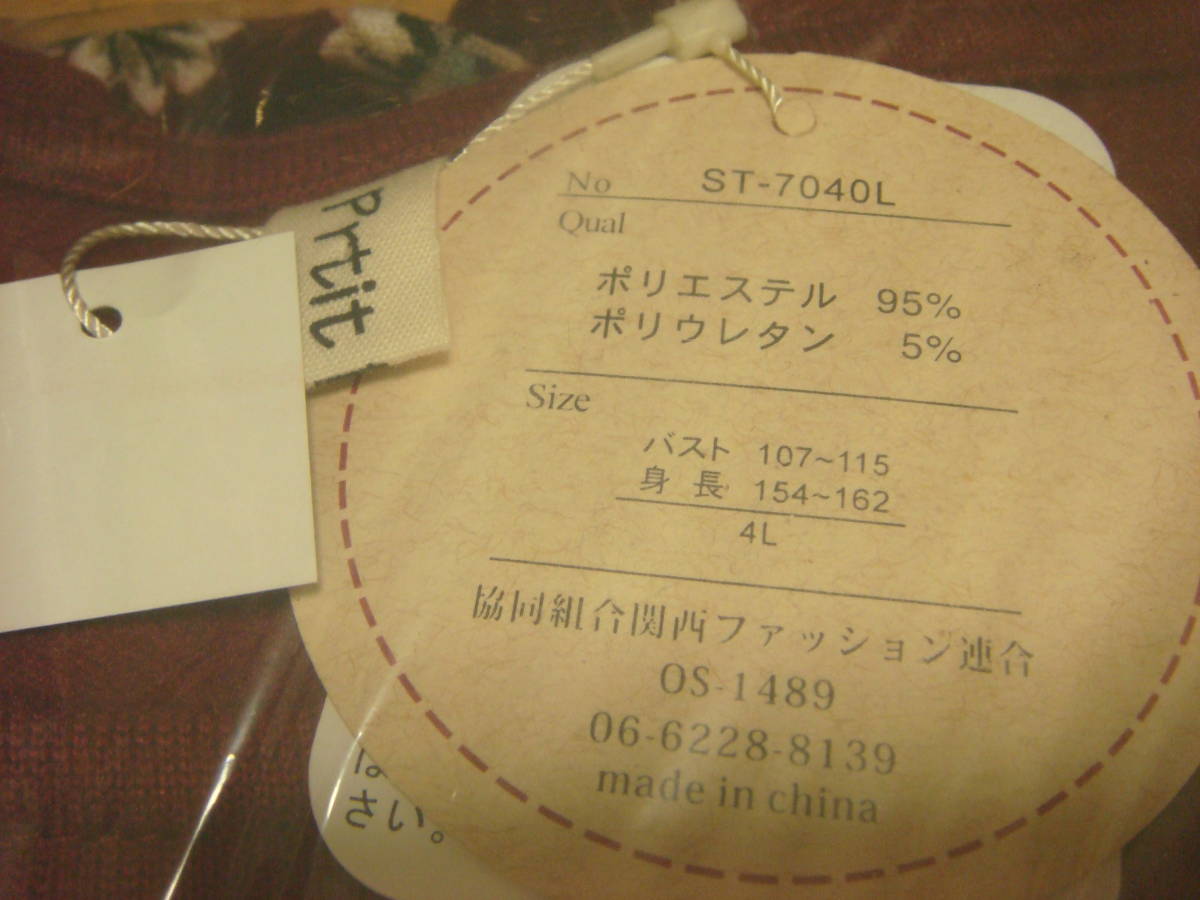 Prtit
No ST-7040L
Qual
ポリエステル 95%
ポリウレタン 5%
Size
バスト 107~115
身長 154~162
4L
協同組合関西ファッション連合
OS-1489
06-6228-8139
made in china
は
さい。